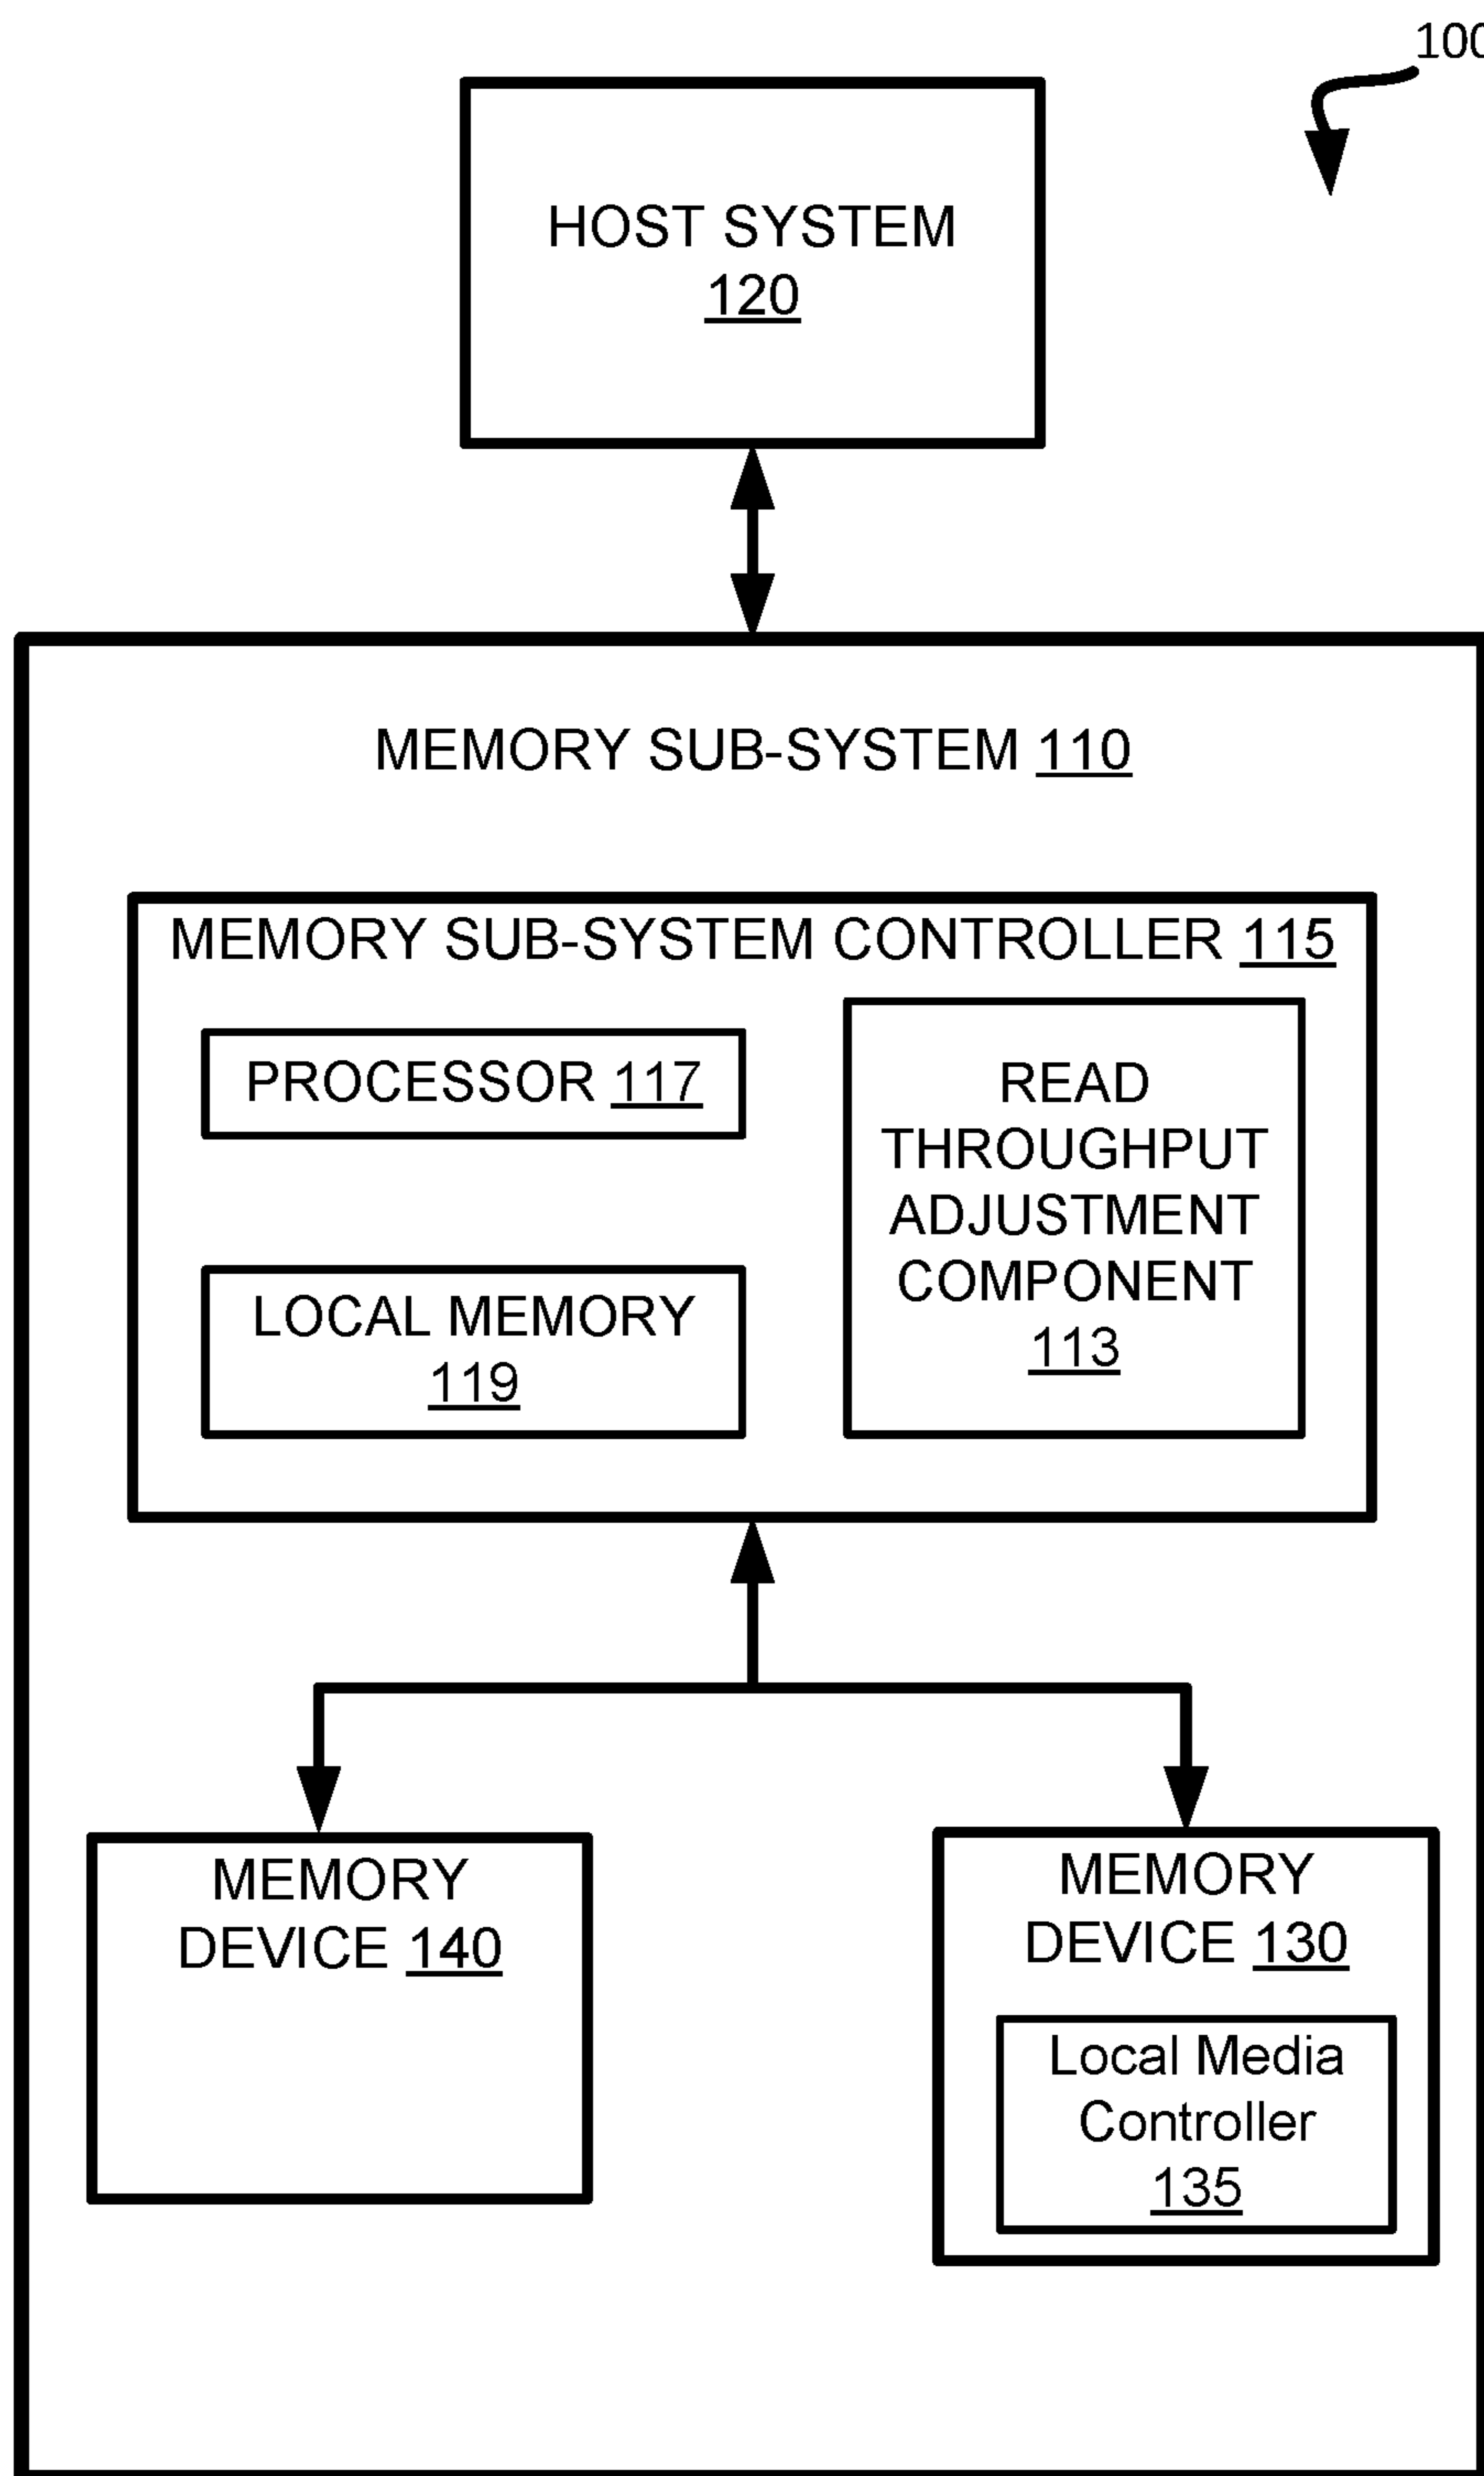 100
HOST SYSTEM
120
MEMORY SUB-SYSTEM 110
MEMORY SUB-SYSTEM CONTROLLER 115
PROCESSOR 117
READ
THROUGHPUT
ADJUSTMENT
COMPONENT
113
LOCAL MEMORY
119
MEMORY
DEVICE 140
MEMORY
DEVICE 130
Local Media
Controller
135